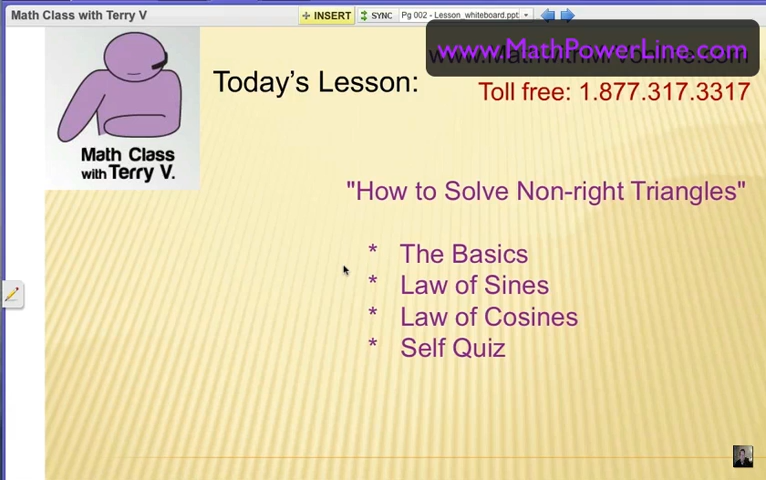 Math Class with Terry V
INSERT
SYNC
Pg 002 - Lesson_whiteboard.ppt
www.MathPowerLine.com
Today's Lesson:
Toll free: 1.877.317.3317
Math Class
with Terry V.
"How to Solve Non-right Triangles"
* The Basics
* Law of Sines
* Law of Cosines
* Self Quiz